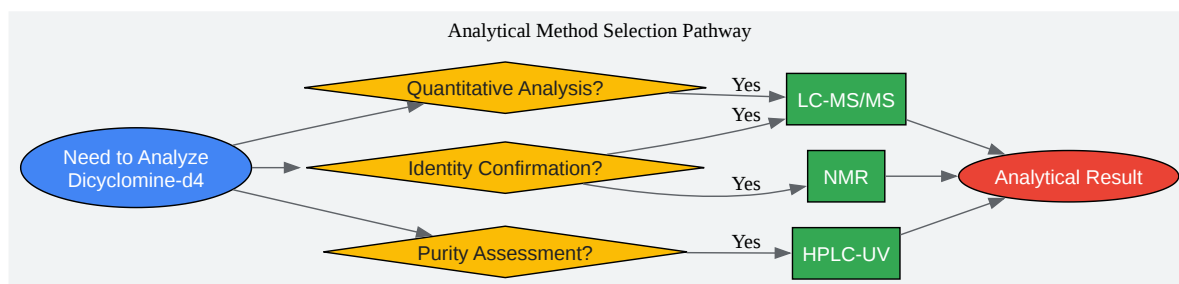 Analytical Method Selection Pathway
Quantitative Analysis?
Yes
LC-MS/MS
Yes
Need to Analyze
Dicyclomine-d4
Identity Confirmation?
Yes
NMR
Analytical Result
Purity Assessment?
Yes
HPLC-UV